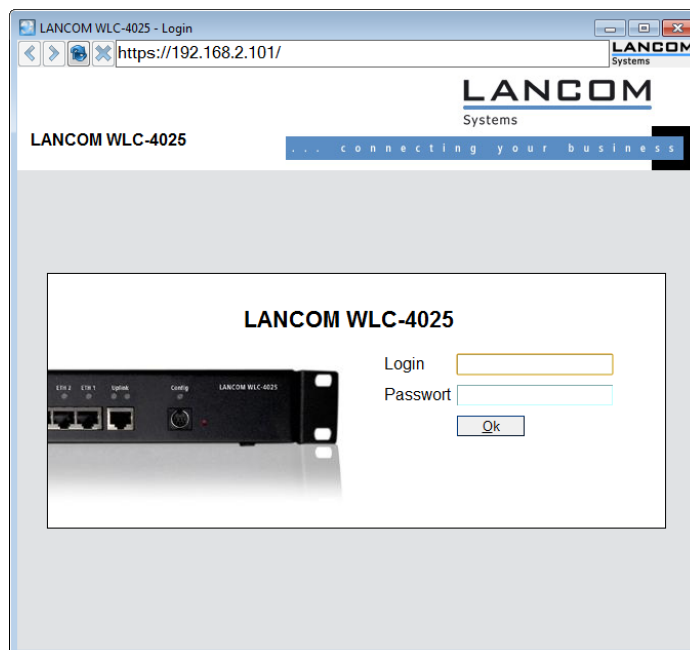 LANCOM WLC-4025 - Login
https://192.168.2.101/
LANCOM
Systems
LANCOM
Systems
LANCOM WLC-4025
... connecting your business
LANCOM WLC-4025
Login
Passwort
Ok
ETH 2 ETH 1 Uplink Config LANCOM WLC-4025